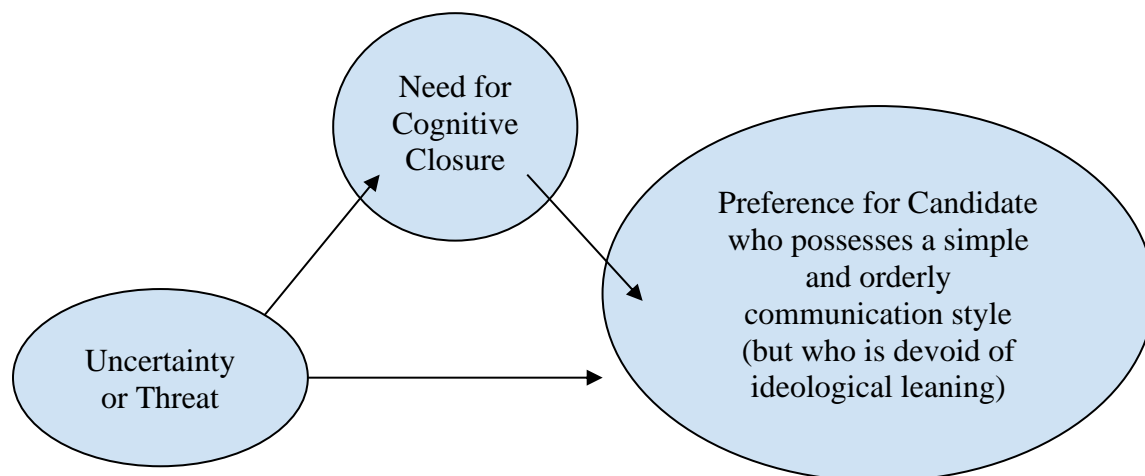 Need for
Cognitive
Closure
Preference for Candidate
who possesses a simple
and orderly
communication style
(but who is devoid of
ideological leaning)
Uncertainty
or Threat